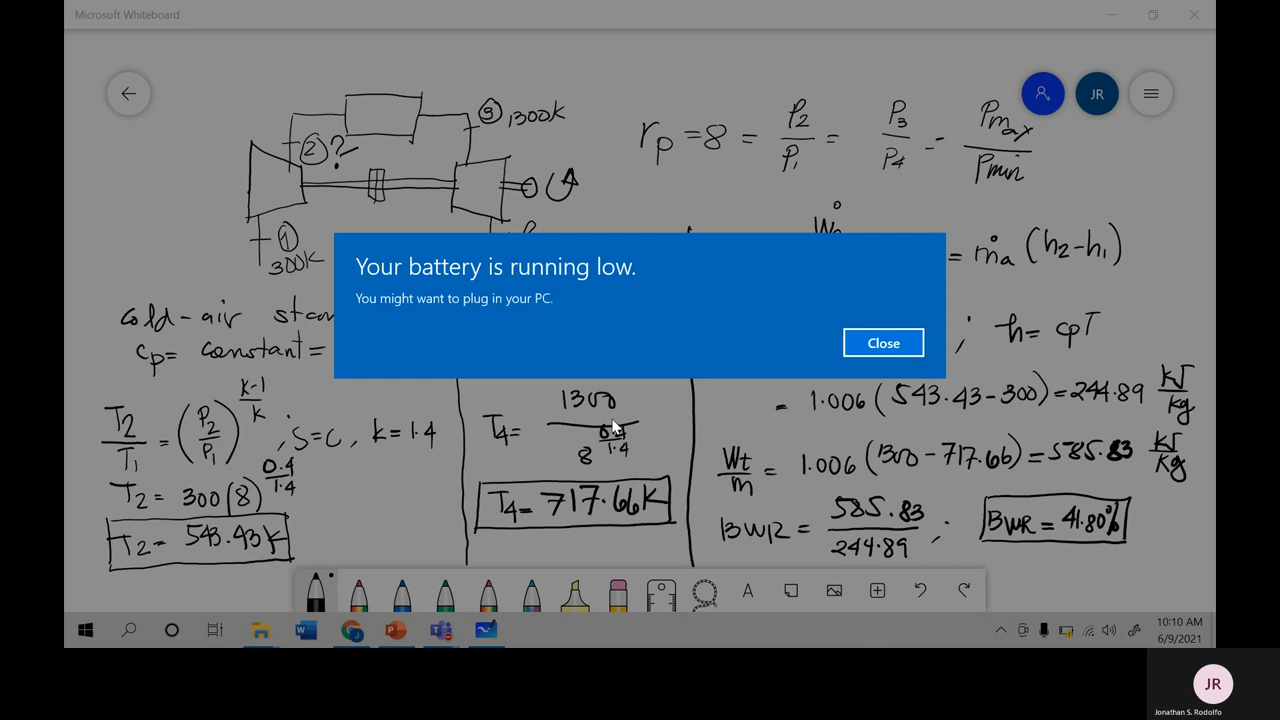 Microsoft Whiteboard
JR
③ 1300K
②?
① 300K
rp = 8 = P2/P1 = P3/P4 = Pmax/Pmin
= ṁa (h2-h1)
; h = cpT
Your battery is running low.
You might want to plug in your PC.
Close
cold-air
cp = constant =
T2/T1 = (P2/P1)^(k-1/k), S=C, k=1.4
T2 = 300(8)^(0.4/1.4)
T2 = 543.43K
T4 = 1300/8^(0.4/1.4)
T4 = 717.66K
= 1.006 (543.43-300) = 244.89 kJ/kg
Wt/m = 1.006 (1300-717.66) = 585.83 kJ/kg
BWR = 585.83/244.89 ;
BWR = 41.80%
A
10:10 AM
6/9/2021
JR
Jonathan S. Rodolfo